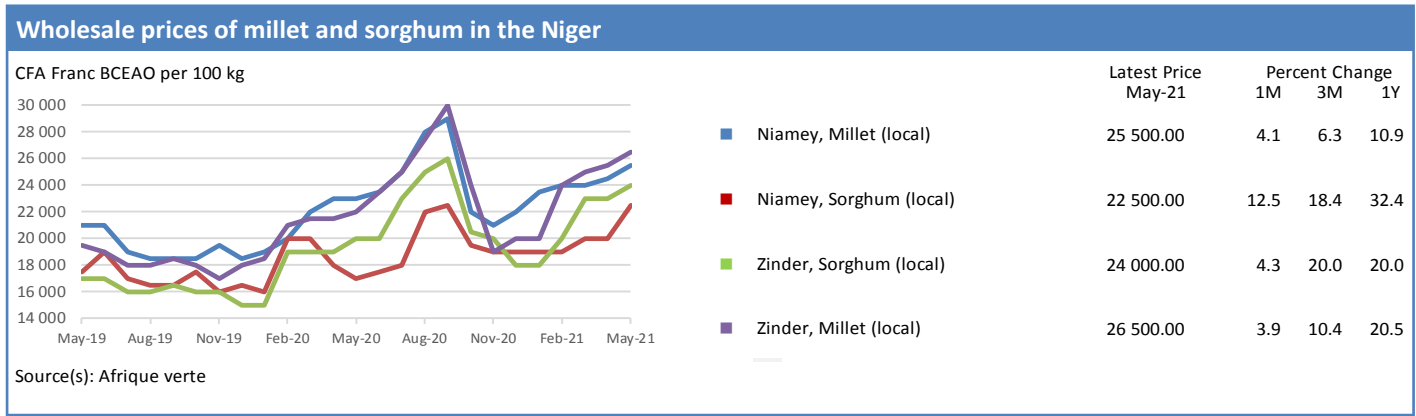 Wholesale prices of millet and sorghum in the Niger
CFA Franc BCEAO per 100 kg
30 000
28 000
26 000
24 000
22 000
20 000
18 000
16 000
14 000
May-19 Aug-19 Nov-19 Feb-20 May-20 Aug-20 Nov-20 Feb-21 May-21
Latest Price Percent Change
May-21 1M 3M 1Y
Niamey, Millet (local) 25 500.00 4.1 6.3 10.9
Niamey, Sorghum (local) 22 500.00 12.5 18.4 32.4
Zinder, Sorghum (local) 24 000.00 4.3 20.0 20.0
Zinder, Millet (local) 26 500.00 3.9 10.4 20.5
Source(s): Afrique verte